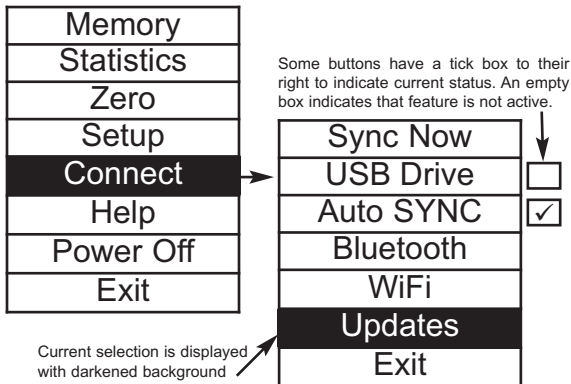 Memory
Statistics
Zero
Setup
Connect
Help
Power Off
Exit
Some buttons have a tick box to their
right to indicate current status. An empty
box indicates that feature is not active.
Sync Now
USB Drive
Auto SYNC
Bluetooth
WiFi
Updates
Exit
Current selection is displayed
with darkened background